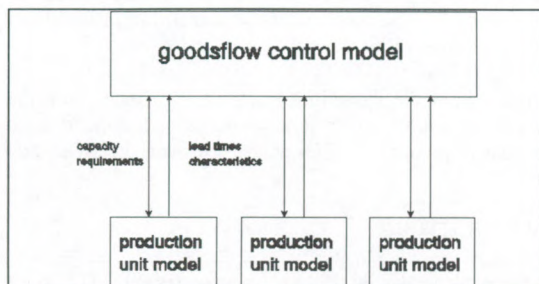 goodsflow control model
capacity
requirements
lead times
characteristics
production
unit model
production
unit model
production
unit model